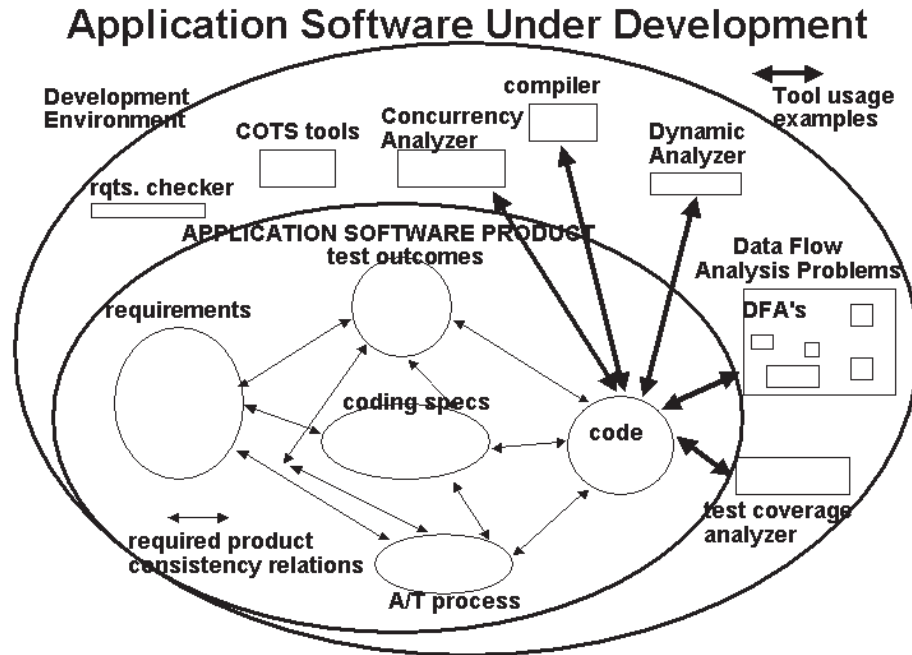 Application Software Under Development
Development
Environment
COTS tools
Concurrency
Analyzer
compiler
Dynamic
Analyzer
Tool usage
examples
rqts. checker
APPLICATION SOFTWARE PRODUCT
test outcomes
Data Flow
Analysis Problems
DFA's
requirements
coding specs
code
test coverage
analyzer
required product
consistency relations
A/T process